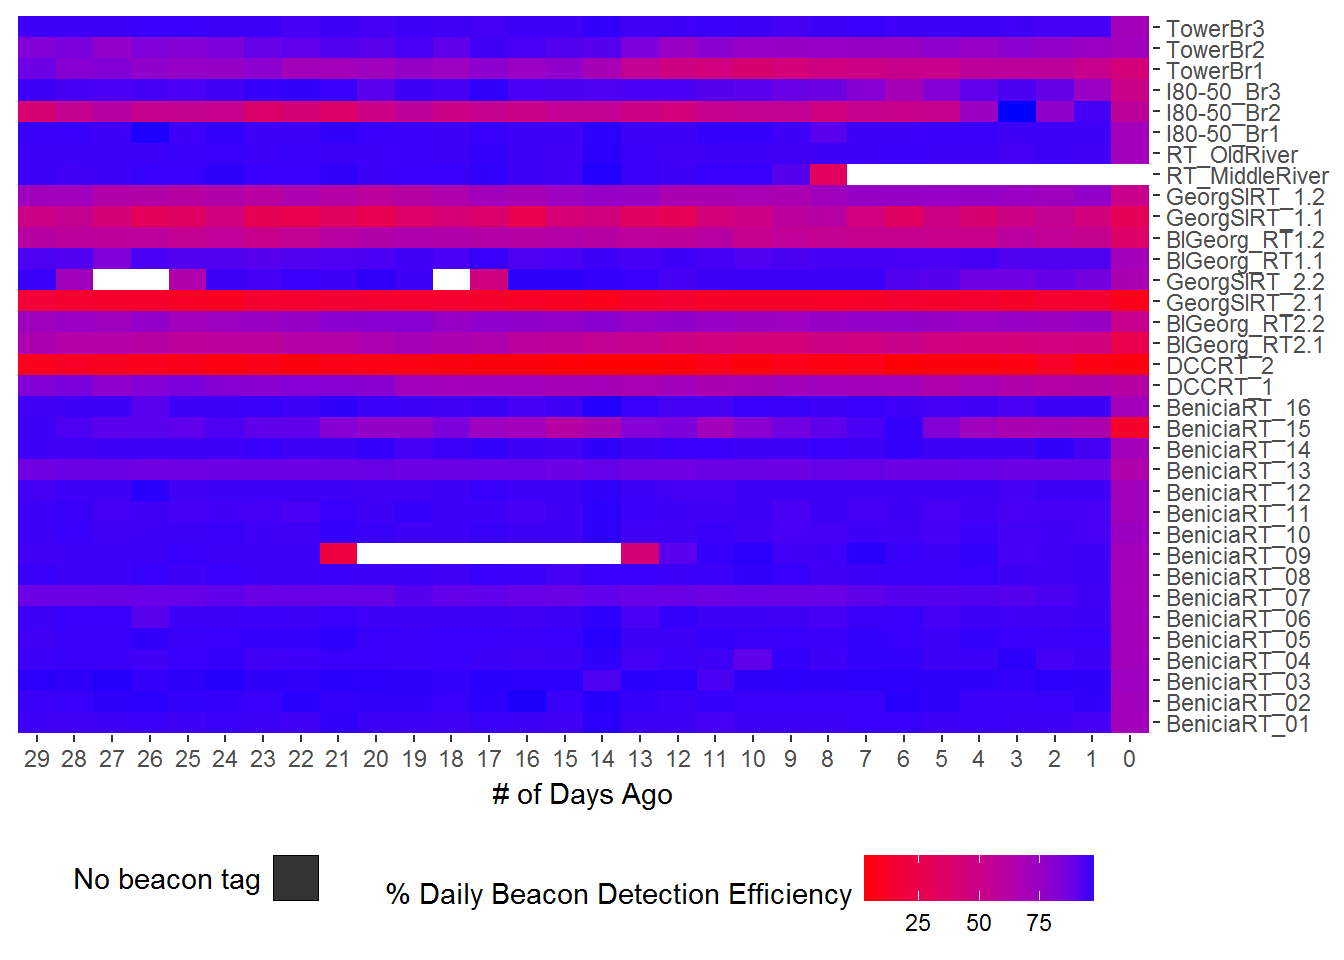 TowerBr3
TowerBr2
TowerBr1
I80-50_Br3
I80-50_Br2
I80-50_Br1
RT_OldRiver
RT_MiddleRiver
GeorgSlRT_1.2
GeorgSlRT_1.1
BlGeorg_RT1.2
BlGeorg_RT1.1
GeorgSlRT_2.2
GeorgSlRT_2.1
BlGeorg_RT2.2
BlGeorg_RT2.1
DCCRT_2
DCCRT_1
BeniciaRT_16
BeniciaRT_15
BeniciaRT_14
BeniciaRT_13
BeniciaRT_12
BeniciaRT_11
BeniciaRT_10
BeniciaRT_09
BeniciaRT_08
BeniciaRT_07
BeniciaRT_06
BeniciaRT_05
BeniciaRT_04
BeniciaRT_03
BeniciaRT_02
BeniciaRT_01
29 28 27 26 25 24 23 22 21 20 19 18 17 16 15 14 13 12 11 10 9 8 7 6 5 4 3 2 1 0
# of Days Ago
No beacon tag
% Daily Beacon Detection Efficiency
25 50 75